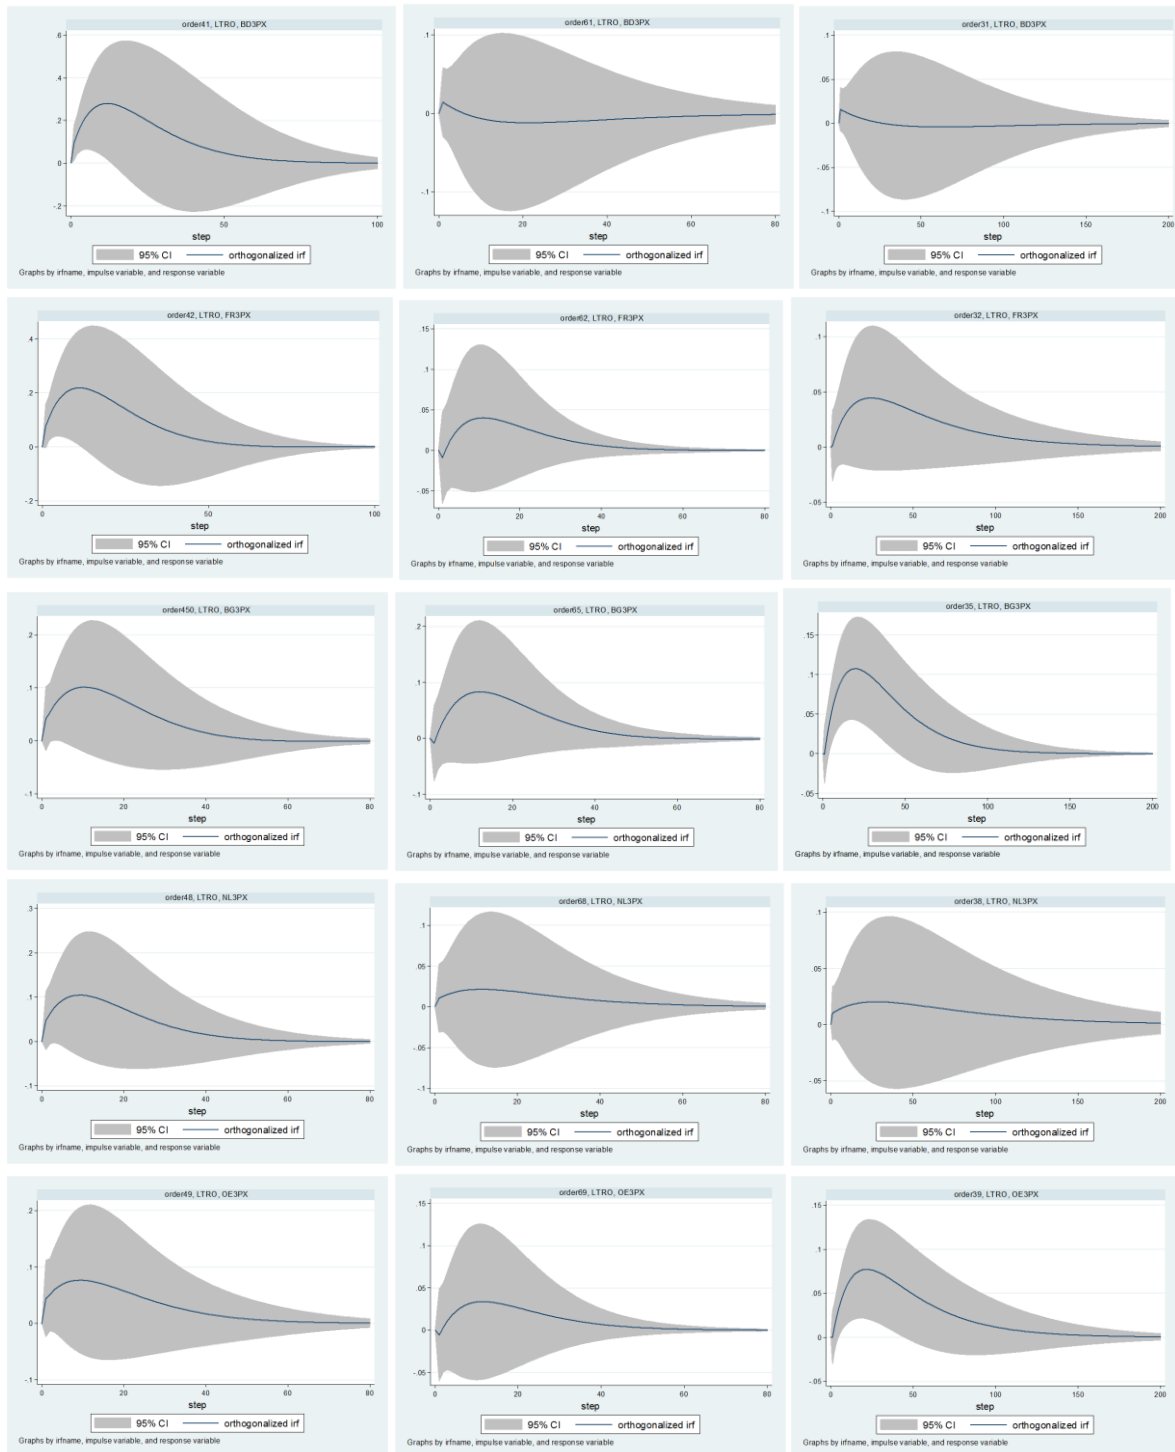 order41, LTRO, BD3PX
.6
.4
.2
0
-.2
0 50 100
step
95% CI orthogonalized irf
Graphs by irfname, impulse variable, and response variable
order61, LTRO, BD3PX
.1
0
-.1
0 20 40 60 80
step
95% CI orthogonalized irf
Graphs by irfname, impulse variable, and response variable
order31, LTRO, BD3PX
.1
.05
0
-.05
-.1
0 50 100 150 200
step
95% CI orthogonalized irf
Graphs by irfname, impulse variable, and response variable
order42, LTRO, FR3PX
.4
.2
0
-.2
0 50 100
step
95% CI orthogonalized irf
Graphs by irfname, impulse variable, and response variable
order62, LTRO, FR3PX
.15
.1
.05
0
-.05
0 20 40 60 80
step
95% CI orthogonalized irf
Graphs by irfname, impulse variable, and response variable
order32, LTRO, FR3PX
.1
.05
0
-.05
0 50 100 150 200
step
95% CI orthogonalized irf
Graphs by irfname, impulse variable, and response variable
order450, LTRO, BG3PX
.2
.1
0
-.1
0 20 40 60 80
step
95% CI orthogonalized irf
Graphs by irfname, impulse variable, and response variable
order65, LTRO, BG3PX
.2
.1
0
-.1
0 20 40 60 80
step
95% CI orthogonalized irf
Graphs by irfname, impulse variable, and response variable
order35, LTRO, BG3PX
.15
.1
.05
0
-.05
0 50 100 150 200
step
95% CI orthogonalized irf
Graphs by irfname, impulse variable, and response variable
order48, LTRO, NL3PX
.3
.2
.1
0
-.1
0 20 40 60 80
step
95% CI orthogonalized irf
Graphs by irfname, impulse variable, and response variable
order68, LTRO, NL3PX
.1
.05
0
-.05
-.1
0 20 40 60 80
step
95% CI orthogonalized irf
Graphs by irfname, impulse variable, and response variable
order38, LTRO, NL3PX
.1
.05
0
-.05
0 50 100 150 200
step
95% CI orthogonalized irf
Graphs by irfname, impulse variable, and response variable
order49, LTRO, OE3PX
.2
.1
0
-.1
0 20 40 60 80
step
95% CI orthogonalized irf
Graphs by irfname, impulse variable, and response variable
order69, LTRO, OE3PX
.15
.1
.05
0
-.05
0 20 40 60 80
step
95% CI orthogonalized irf
Graphs by irfname, impulse variable, and response variable
order39, LTRO, OE3PX
.15
.1
.05
0
-.05
0 50 100 150 200
step
95% CI orthogonalized irf
Graphs by irfname, impulse variable, and response variable